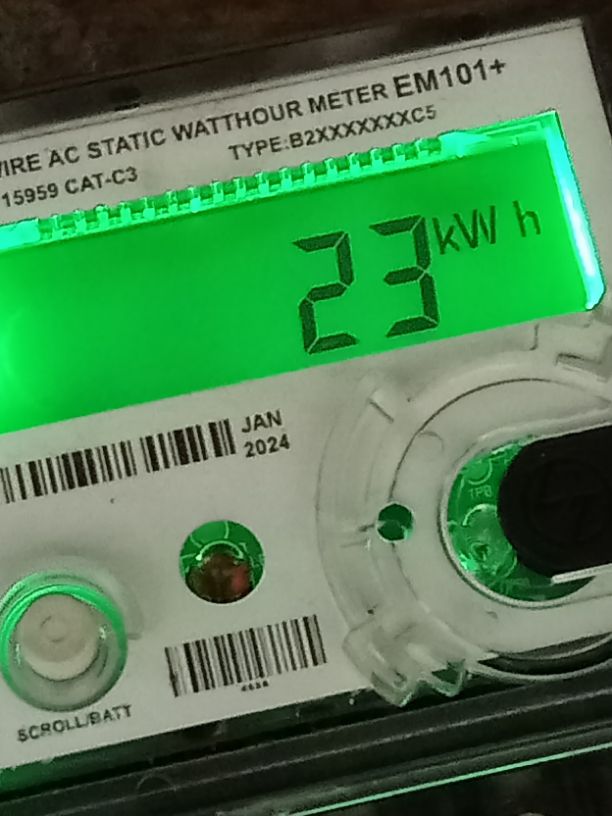 WIRE AC STATIC WATTHOUR METER EM101+
15959 CAT-C3
TYPE:B2XXXXXXXC5
23 kW h
JAN
2024
SCROLL/BATT